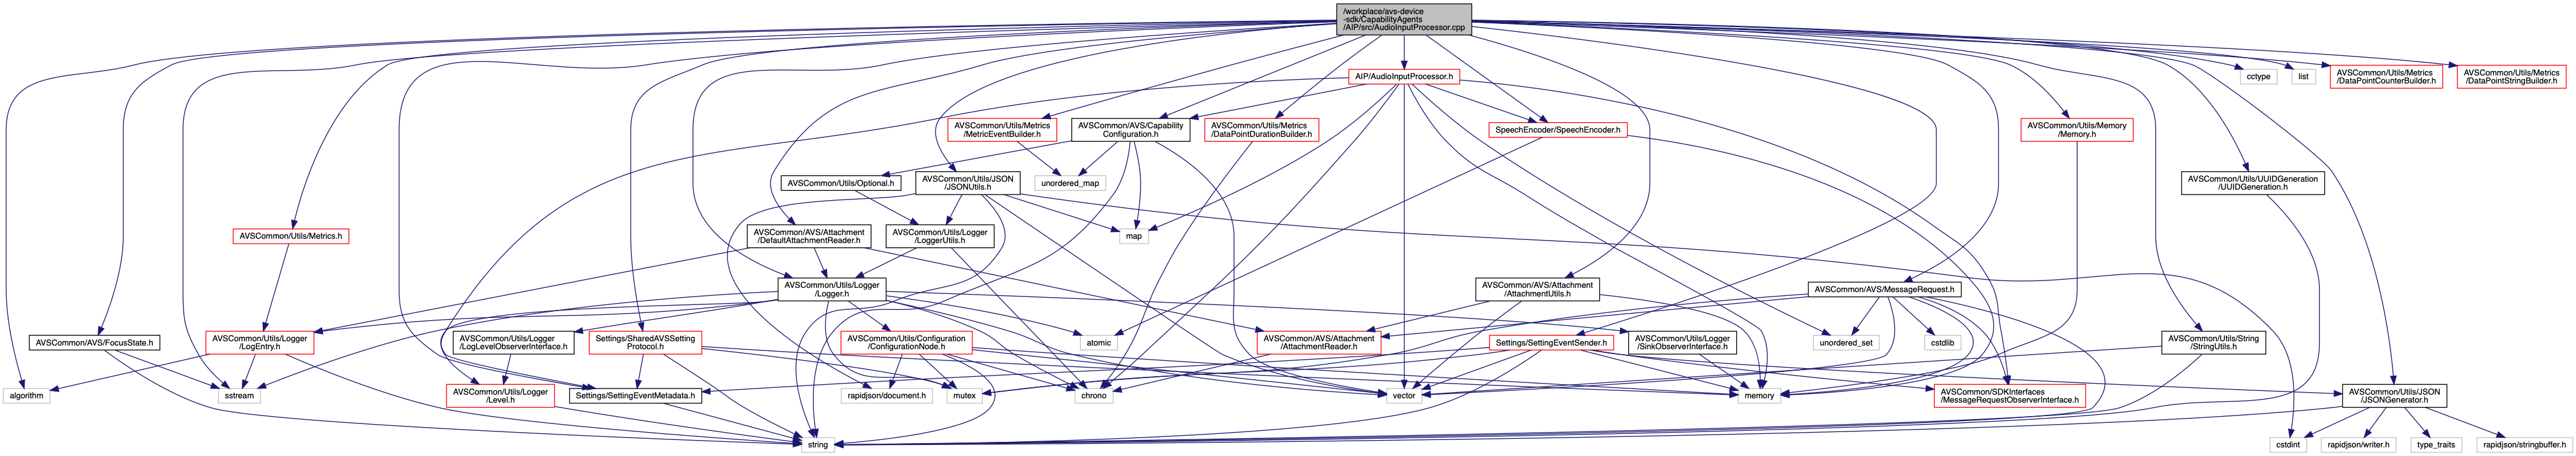 /workplace/avs-device
-sdk/CapabilityAgents
/AIP/src/AudioInputProcessor.cpp
AIP/AudioInputProcessor.h
cctype
list
AVSCommon/Utils/Metrics
/DataPointCounterBuilder.h
AVSCommon/Utils/Metrics
/DataPointStringBuilder.h
AVSCommon/Utils/Metrics
/MetricEventBuilder.h
AVSCommon/AVS/Capability
Configuration.h
AVSCommon/Utils/Metrics
/DataPointDurationBuilder.h
SpeechEncoder/SpeechEncoder.h
AVSCommon/Utils/Memory
/Memory.h
AVSCommon/Utils/Optional.h
AVSCommon/Utils/JSON
/JSONUtils.h
unordered_map
AVSCommon/Utils/UUIDGeneration
/UUIDGeneration.h
AVSCommon/Utils/Metrics.h
AVSCommon/AVS/Attachment
/DefaultAttachmentReader.h
AVSCommon/Utils/Logger
/LoggerUtils.h
map
AVSCommon/Utils/Logger
/Logger.h
AVSCommon/AVS/Attachment
/AttachmentUtils.h
AVSCommon/AVS/MessageRequest.h
AVSCommon/AVS/FocusState.h
AVSCommon/Utils/Logger
/LogEntry.h
AVSCommon/Utils/Logger
/LogLevelObserverInterface.h
Settings/SharedAVSSetting
Protocol.h
AVSCommon/Utils/Configuration
/ConfigurationNode.h
atomic
AVSCommon/AVS/Attachment
/AttachmentReader.h
Settings/SettingEventSender.h
AVSCommon/Utils/Logger
/SinkObserverInterface.h
unordered_set
cstdlib
AVSCommon/Utils/String
/StringUtils.h
algorithm
sstream
AVSCommon/Utils/Logger
/Level.h
Settings/SettingEventMetadata.h
rapidjson/document.h
mutex
chrono
vector
memory
AVSCommon/SDKInterfaces
/MessageRequestObserverInterface.h
AVSCommon/Utils/JSON
/JSONGenerator.h
string
cstdint
rapidjson/writer.h
type_traits
rapidjson/stringbuffer.h